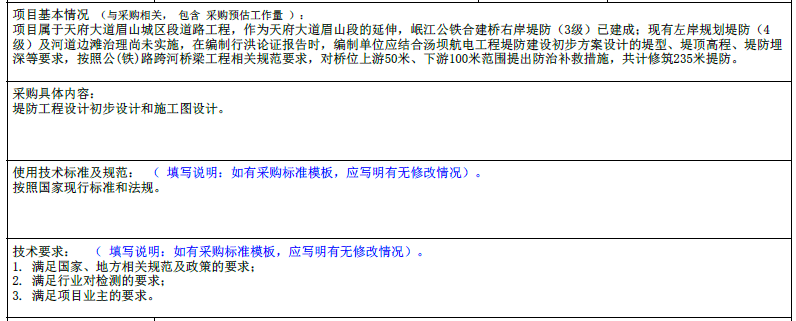 项目基本情况 （与采购相关， 包含 采购预估工作量 ）：
项目属于天府大道眉山城区段道路工程，作为天府大道眉山段的延伸，岷江公铁合建桥右岸堤防（3级）已建成；现有左岸规划堤防（4
级）及河道边滩治理尚未实施，在编制行洪论证报告时，编制单位应结合汤坝航电工程堤防建设初步方案设计的堤型、堤顶高程、堤防埋
深等要求，按照公(铁)路跨河桥梁工程相关规范要求，对桥位上游50米、下游100米范围提出防治补救措施，共计修筑235米堤防。
采购具体内容：
堤防工程设计初步设计和施工图设计。
使用技术标准及规范： （ 填写说明：如有采购标准模板，应写明有无修改情况）。
按照国家现行标准和法规。
技术要求： （ 填写说明：如有采购标准模板，应写明有无修改情况）。
1. 满足国家、地方相关规范及政策的要求；
2. 满足行业对检测的要求；
3. 满足项目业主的要求。